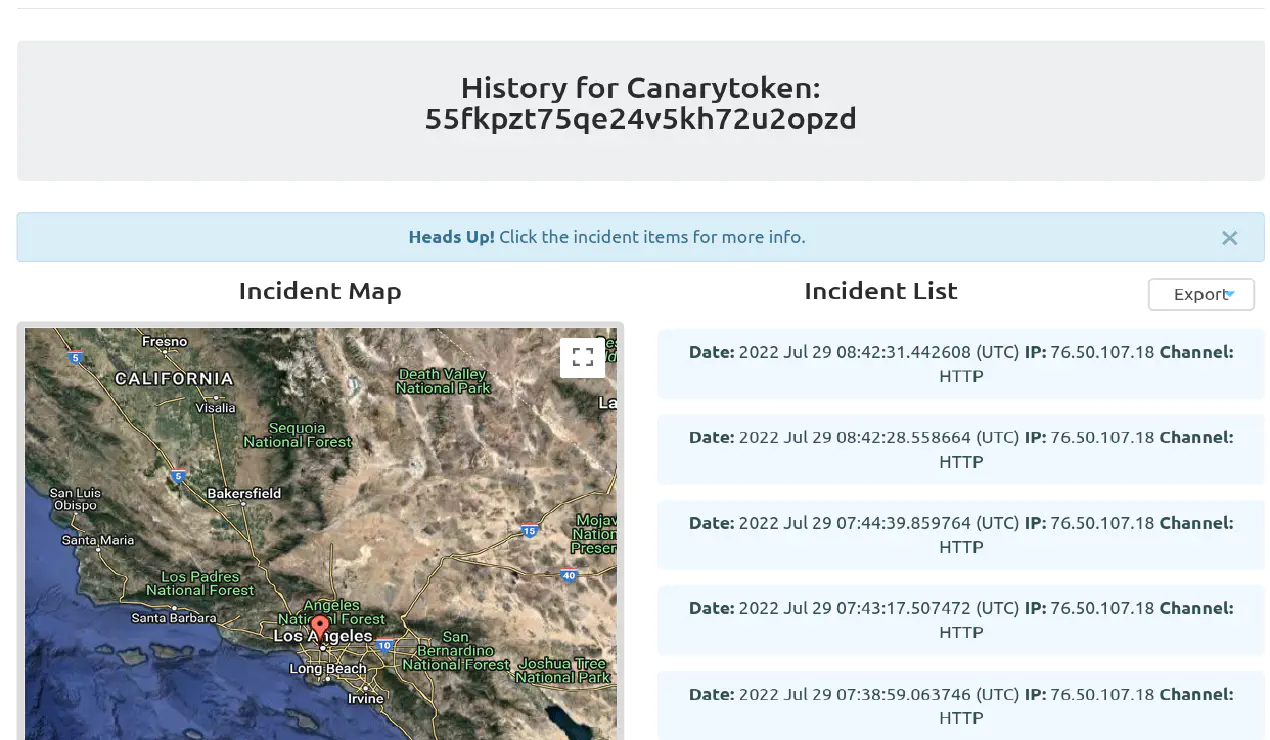 History for Canarytoken:
55fkpzt75qe24v5kh72u2opzd
Heads Up! Click the incident items for more info.
×
Incident Map
Incident List
Export
Fresno
5
CALIFORNIA
Visalia
Death Valley
National Park
Sequoia
National Forest
5
Bakersfield
San Luis
Obispo
Santa Maria
15
40
Los Padres
National Forest
Santa Barbara
Angeles
National Forest
Los Angeles
10
San
Bernardino
National Forest
Long Beach
Joshua Tree
National Park
Irvine
Date: 2022 Jul 29 08:42:31.442608 (UTC) IP: 76.50.107.18 Channel:
HTTP
Date: 2022 Jul 29 08:42:28.558664 (UTC) IP: 76.50.107.18 Channel:
HTTP
Date: 2022 Jul 29 07:44:39.859764 (UTC) IP: 76.50.107.18 Channel:
HTTP
Date: 2022 Jul 29 07:43:17.507472 (UTC) IP: 76.50.107.18 Channel:
HTTP
Date: 2022 Jul 29 07:38:59.063746 (UTC) IP: 76.50.107.18 Channel:
HTTP